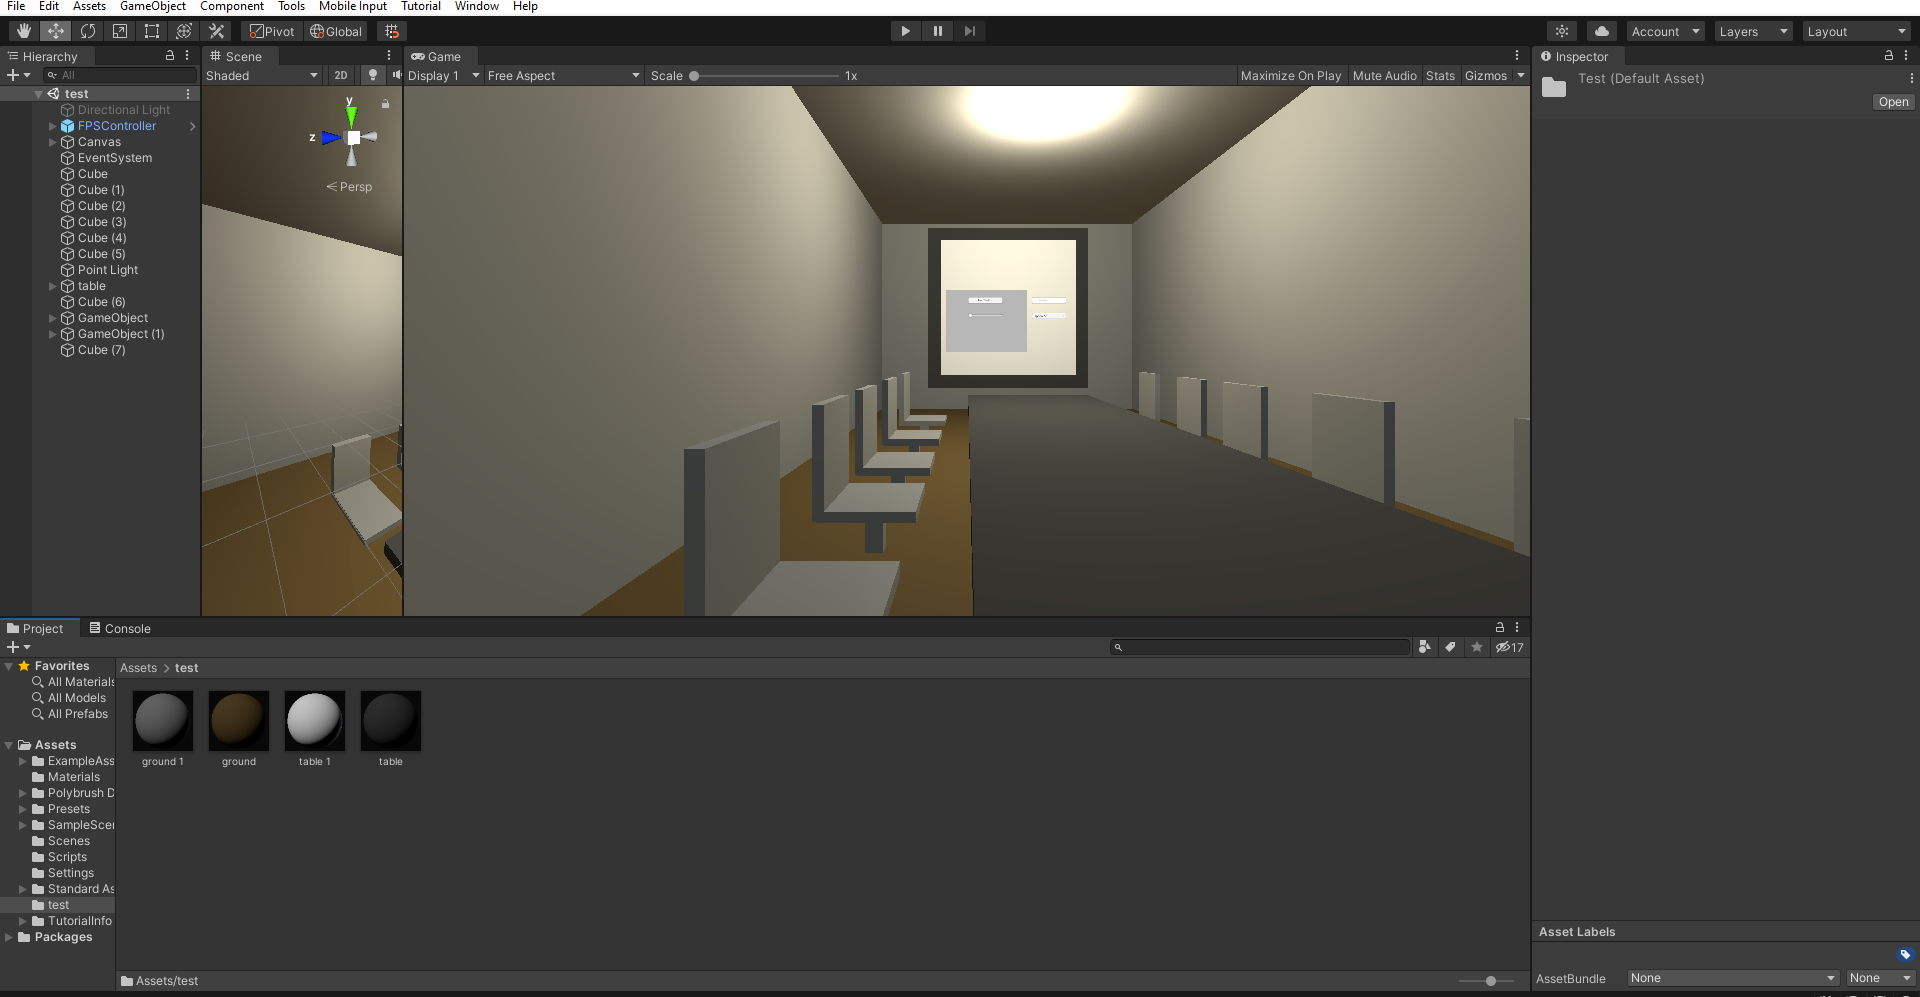 File Edit Assets GameObject Component Tools Mobile Input Tutorial Window Help
Pivot Global Account Layers Layout
Hierarchy
All
test
Directional Light
FPSController
Canvas
EventSystem
Cube
Cube (1)
Cube (2)
Cube (3)
Cube (4)
Cube (5)
Point Light
table
Cube (6)
GameObject
GameObject (1)
Cube (7)
Scene
Shaded 2D
y
z
Persp
Game
Display 1 Free Aspect Scale 1x Maximize On Play Mute Audio Stats Gizmos
Inspector
Test (Default Asset)
Open
Project Console
17
Favorites
All Materials
All Models
All Prefabs
Assets
ExampleAss
Materials
Polybrush D
Presets
SampleScen
Scenes
Scripts
Settings
Standard As
test
TutorialInfo
Packages
Assets > test
ground 1 ground table 1 table
Assets/test
Asset Labels
AssetBundle None None